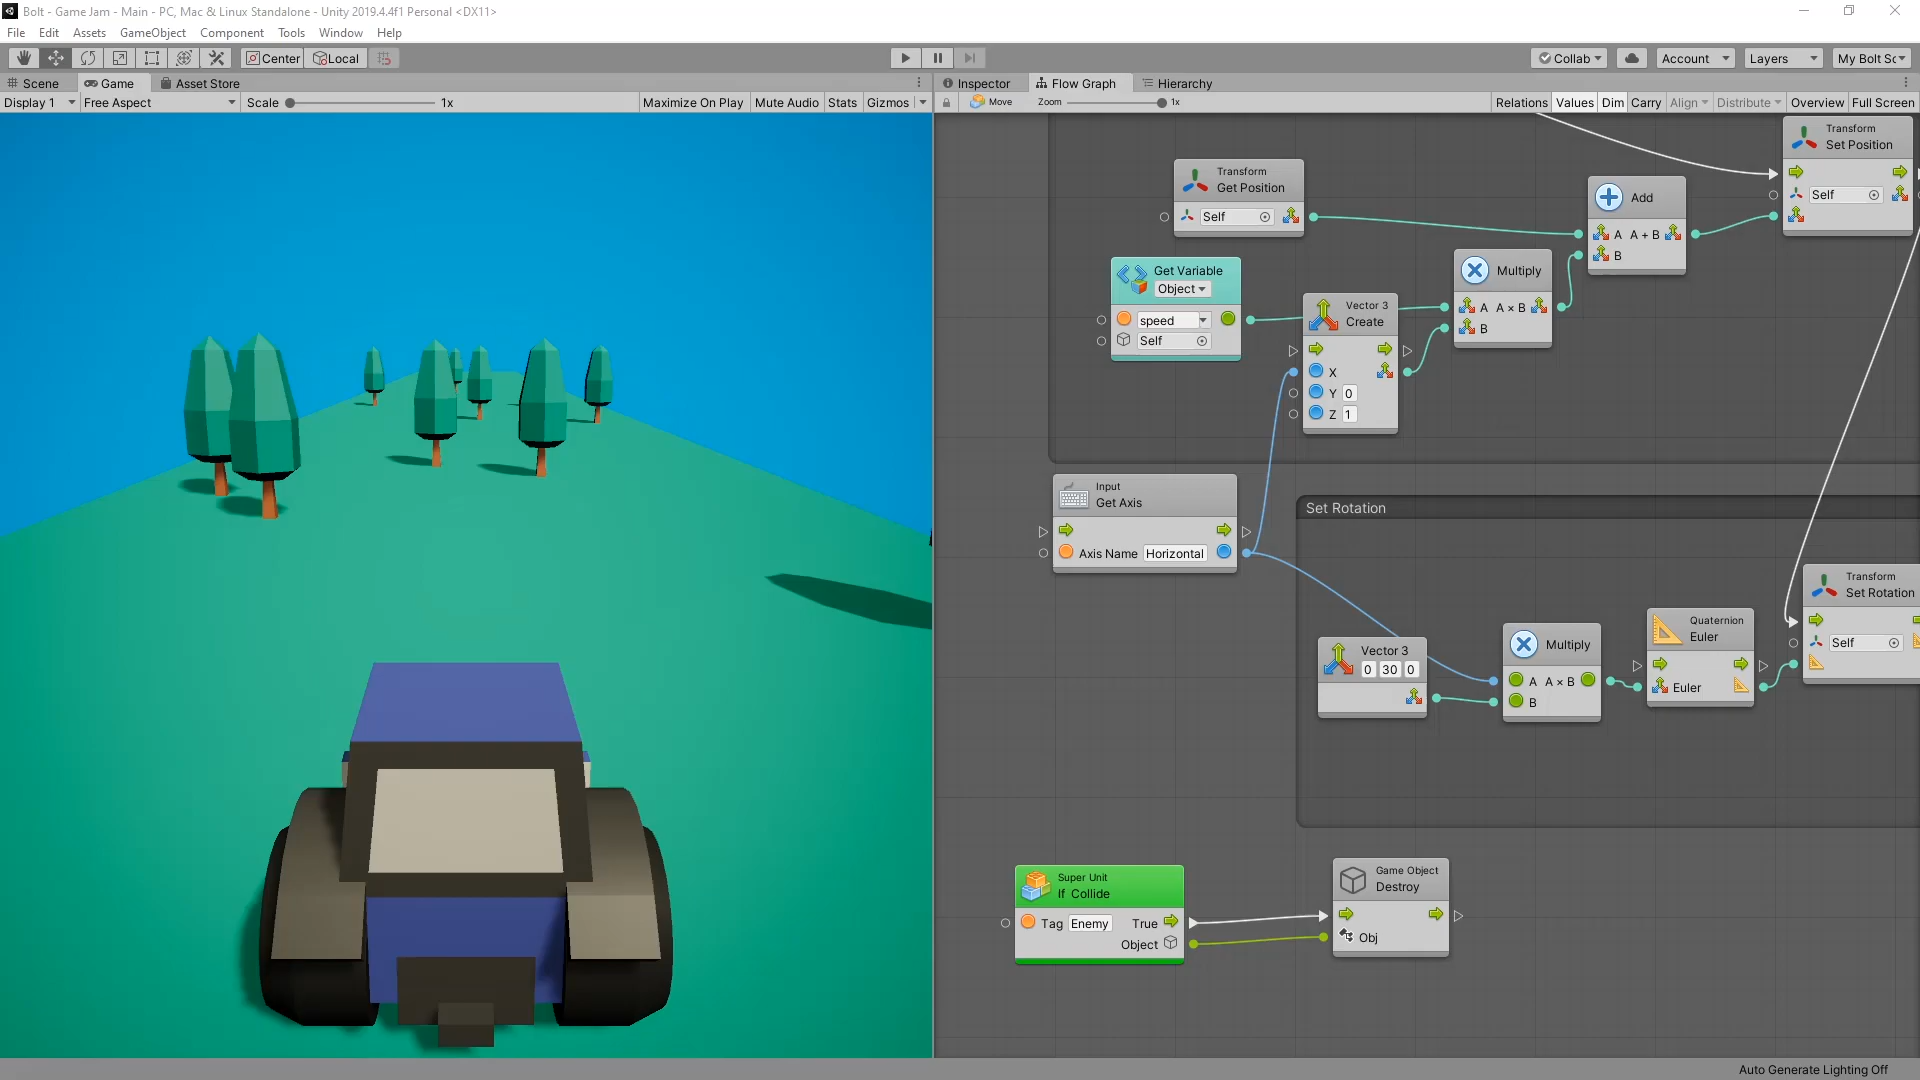 Bolt - Game Jam - Main - PC, Mac & Linux Standalone - Unity 2019.4.4f1 Personal <DX11>
File Edit Assets GameObject Component Tools Window Help
Center Local
Collab Account Layers My Bolt Sc
Scene Game Asset Store
Display 1 Free Aspect Scale 1x Maximize On Play Mute Audio Stats Gizmos
Inspector Flow Graph Hierarchy
Move Zoom 1x Relations Values Dim Carry Align Distribute Overview Full Screen
Transform
Set Position
Self
Transform
Get Position
Self
Add
A A + B
B
Get Variable
Object
speed
Self
Multiply
A A × B
B
Vector 3
Create
X
Y 0
Z 1
Input
Get Axis
Axis Name Horizontal
Set Rotation
Transform
Set Rotation
Self
Vector 3
0 30 0
Multiply
A A × B
B
Quaternion
Euler
Euler
Super Unit
If Collide
Tag Enemy True
Object
Game Object
Destroy
Obj
Auto Generate Lighting Off